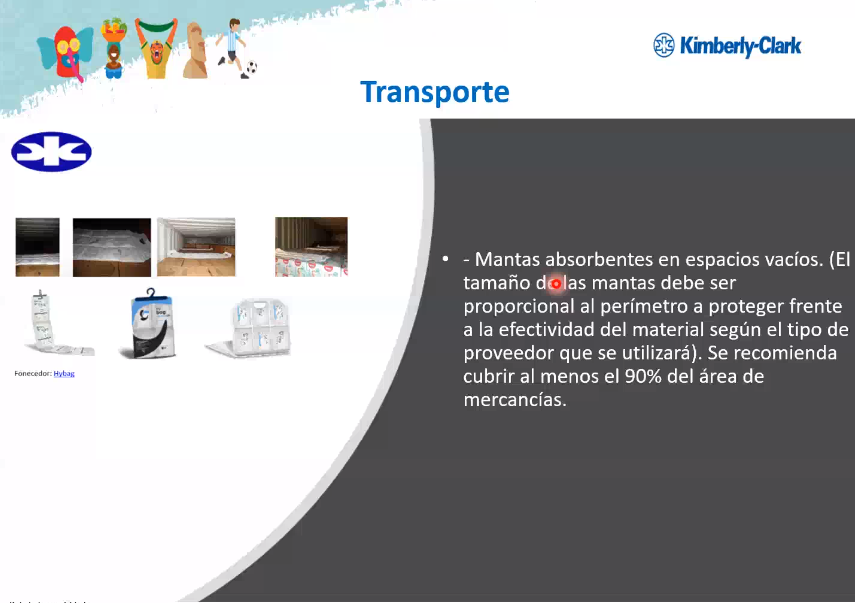 Kimberly-Clark
Transporte
• - Mantas absorbentes en espacios vacíos. (El
tamaño de las mantas debe ser
proporcional al perímetro a proteger frente
a la efectividad del material según el tipo de
proveedor que se utilizará). Se recomienda
cubrir al menos el 90% del área de
mercancías.
Fonecedor: Hybag